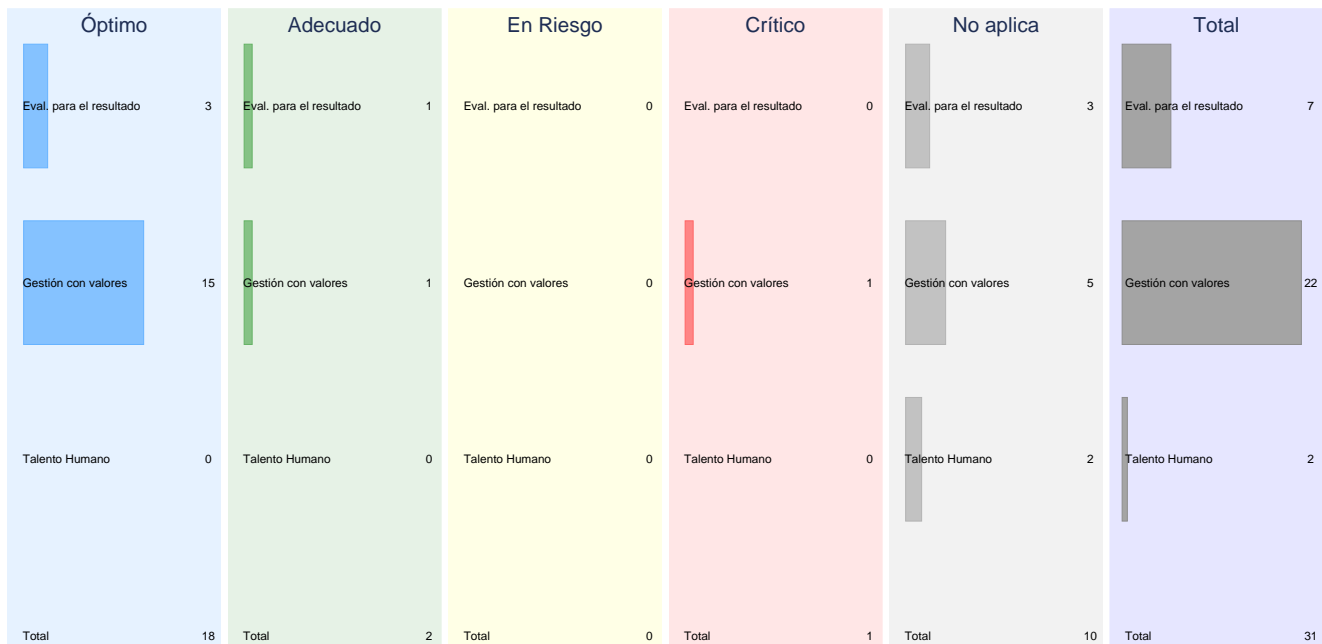 Óptimo Adecuado En Riesgo Crítico No aplica Total
Eval. para el resultado 3 Eval. para el resultado 1 Eval. para el resultado 0 Eval. para el resultado 0 Eval. para el resultado 3 Eval. para el resultado 7
Gestión con valores 15 Gestión con valores 1 Gestión con valores 0 Gestión con valores 1 Gestión con valores 5 Gestión con valores 22
Talento Humano 0 Talento Humano 0 Talento Humano 0 Talento Humano 0 Talento Humano 2 Talento Humano 2
Total 18 Total 2 Total 0 Total 1 Total 10 Total 31